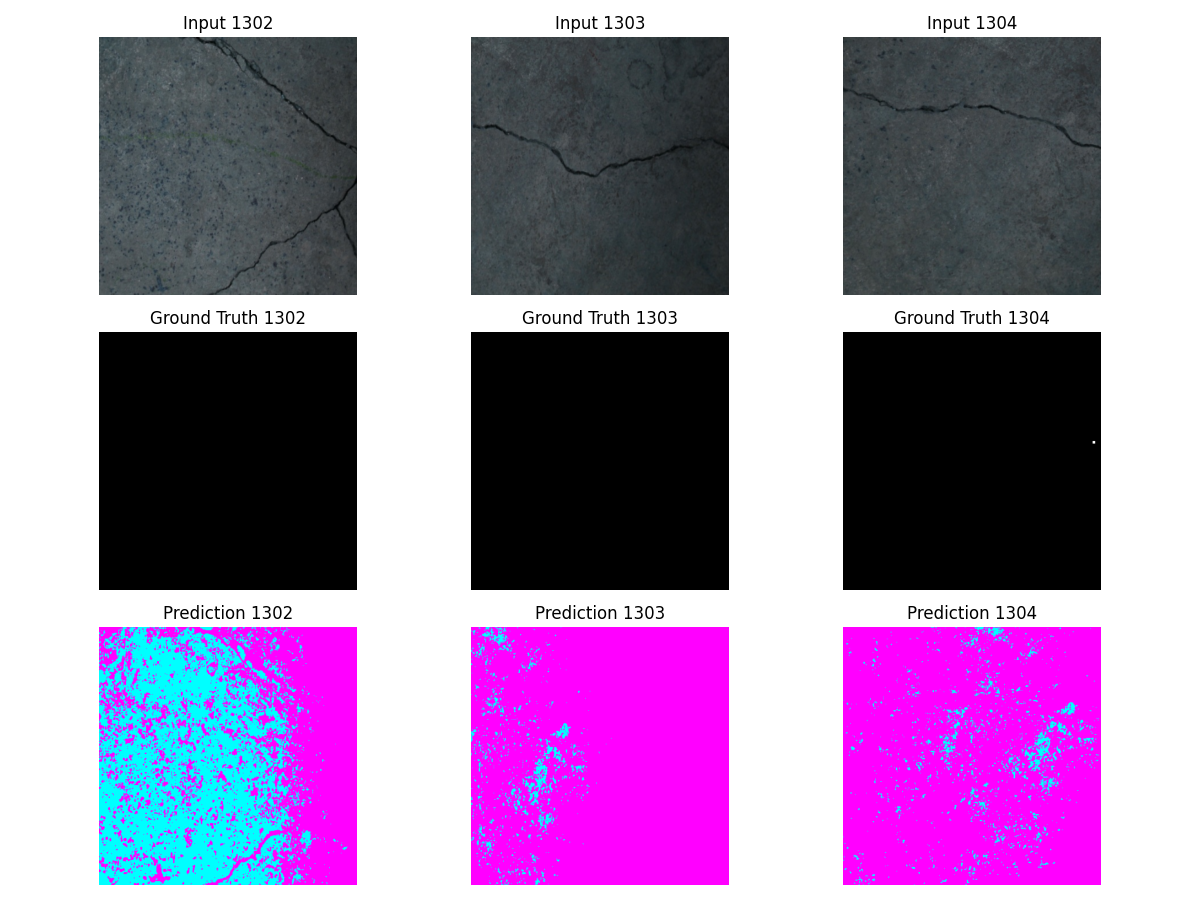 Input 1302
Input 1303
Input 1304
Ground Truth 1302
Ground Truth 1303
Ground Truth 1304
Prediction 1302
Prediction 1303
Prediction 1304